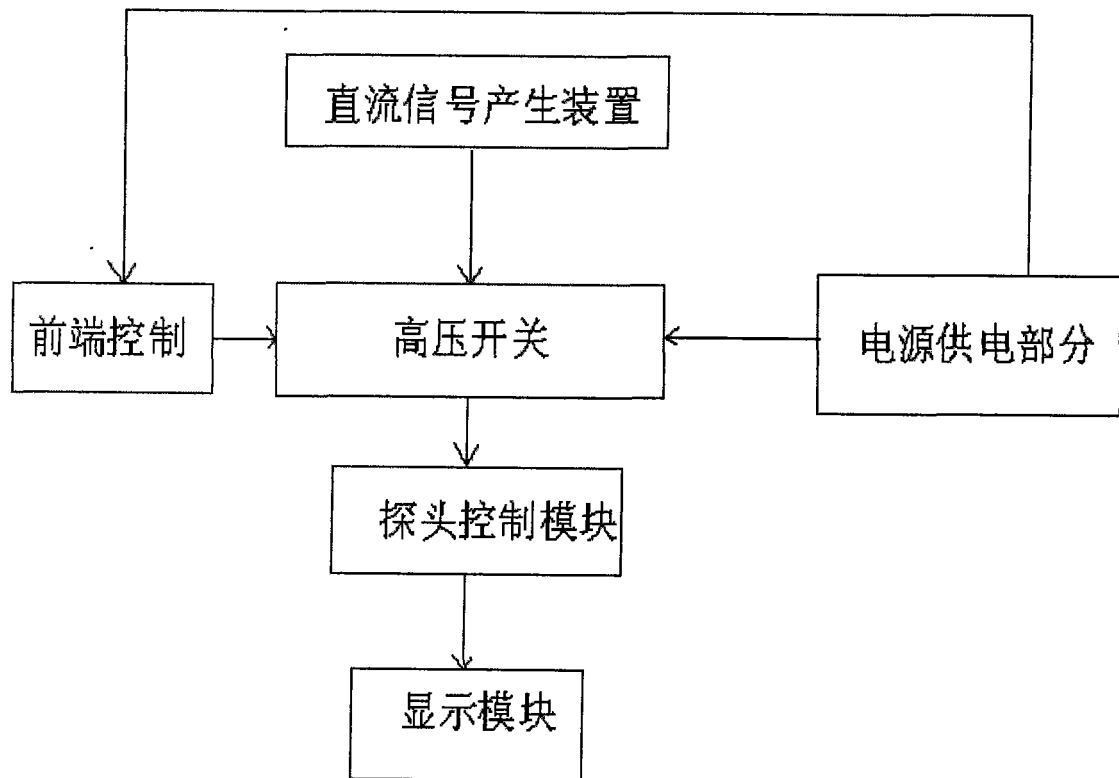 直流信号产生装置
前端控制
高压开关
电源供电部分
探头控制模块
显示模块